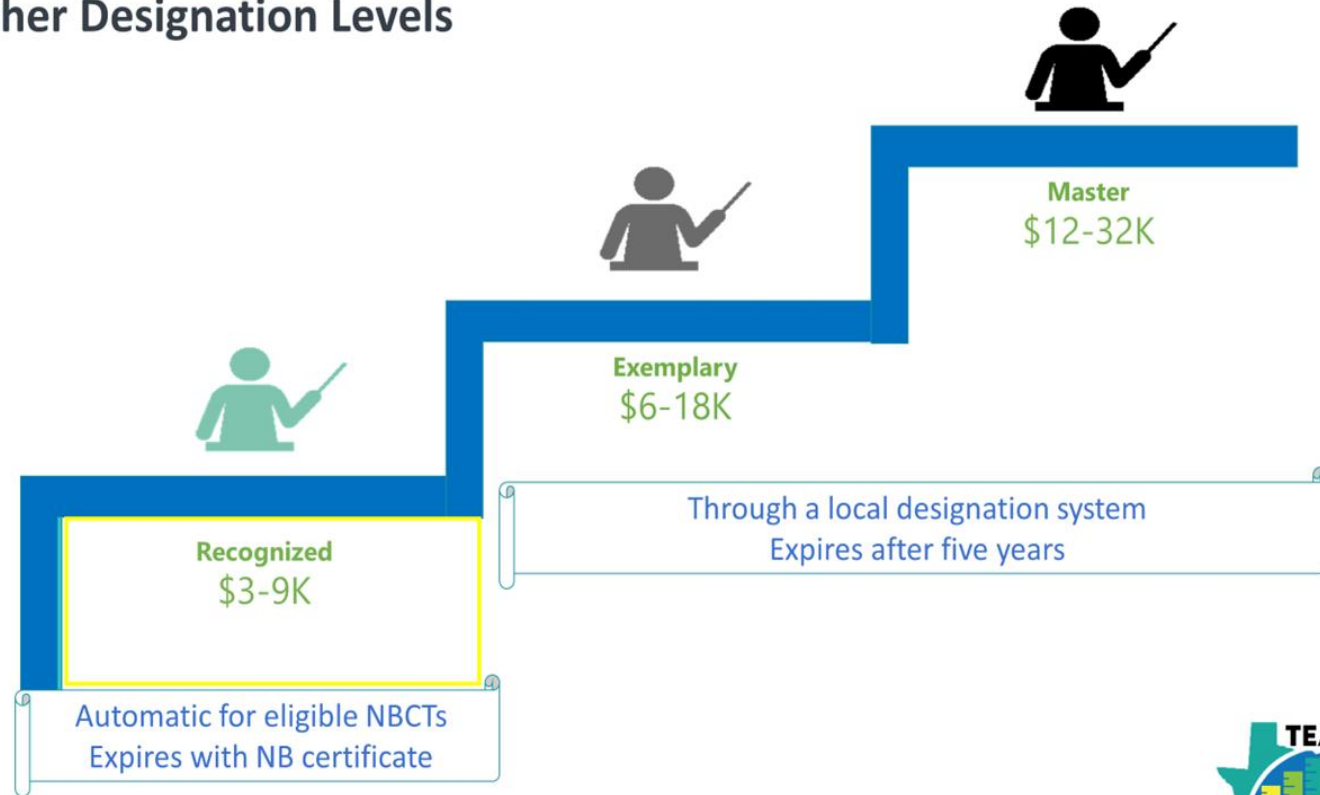 her Designation Levels
Master
$12-32K
Exemplary
$6-18K
Through a local designation system
Expires after five years
Recognized
$3-9K
Automatic for eligible NBCTs
Expires with NB certificate